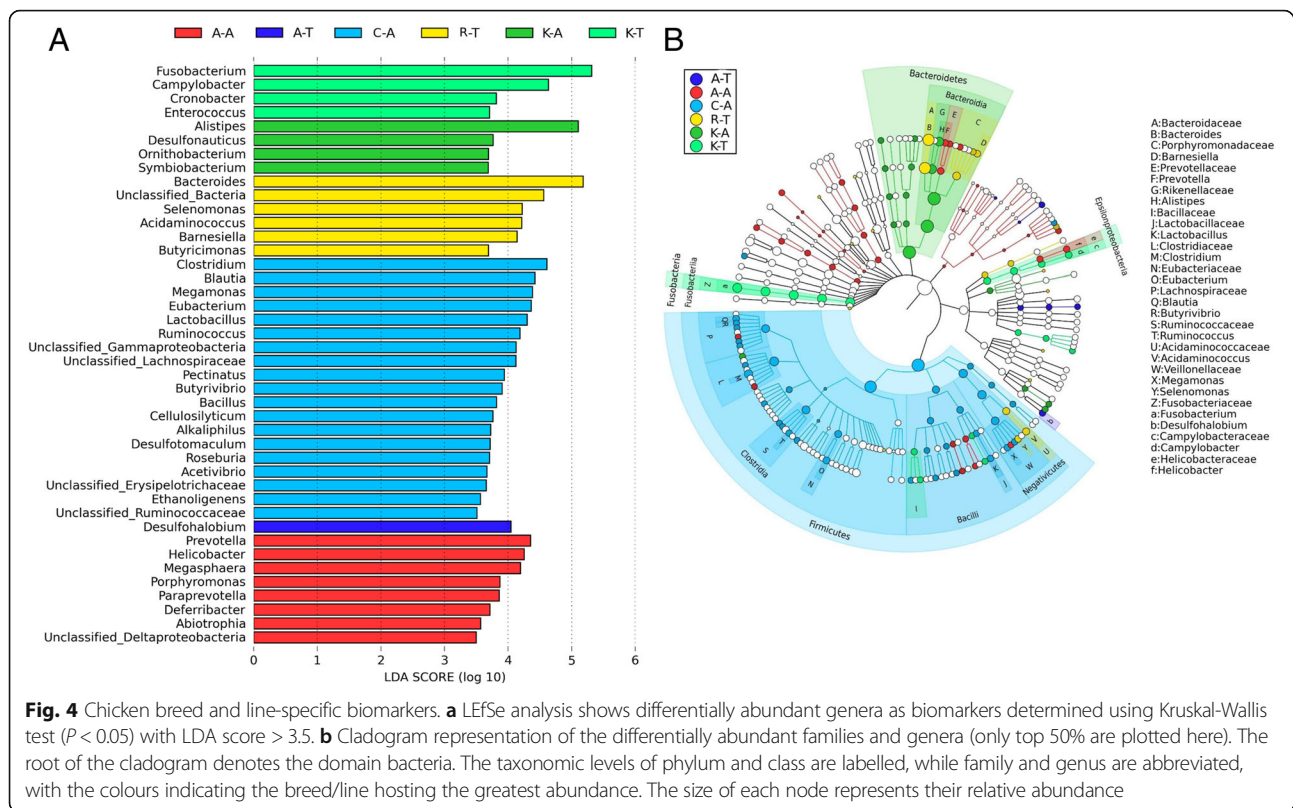 A
A-A A-T C-A R-T K-A K-T
Fusobacterium
Campylobacter
Cronobacter
Enterococcus
Alistipes
Desulfonauticus
Ornithobacterium
Symbiobacterium
Bacteroides
Unclassified_Bacteria
Selenomonas
Acidaminococcus
Barnesiella
Butyricimonas
Clostridium
Blautia
Megamonas
Eubacterium
Lactobacillus
Ruminococcus
Unclassified_Gammaproteobacteria
Unclassified_Lachnospiraceae
Pectinatus
Butyrivibrio
Bacillus
Cellulosilyticum
Alkaliphilus
Desulfotomaculum
Roseburia
Acetivibrio
Unclassified_Erysipelotrichaceae
Ethanoligenens
Unclassified_Ruminococcaceae
Desulfohalobium
Prevotella
Helicobacter
Megasphaera
Porphyromonas
Paraprevotella
Deferribacter
Abiotrophia
Unclassified_Deltaproteobacteria
0 1 2 3 4 5 6
LDA SCORE (log 10)
B
A-T
A-A
C-A
R-T
K-A
K-T
Bacteroidetes
Bacteroidia
A G E C
B H F D
Epsilonproteobacteria
e
f c
d
Fusobacteria
Fusobacteriia
Z a
QR
P
M
L
T
S
O
N
Clostridia
Firmicutes
I
Bacilli
K
J
X
W
Y V
U
Negativicutes
b
A:Bacteroidaceae
B:Bacteroides
C:Porphyromonadaceae
D:Barnesiella
E:Prevotellaceae
F:Prevotella
G:Rikenellaceae
H:Alistipes
I:Bacillaceae
J:Lactobacillaceae
K:Lactobacillus
L:Clostridiaceae
M:Clostridium
N:Eubacteriaceae
O:Eubacterium
P:Lachnospiraceae
Q:Blautia
R:Butyrivibrio
S:Ruminococcaceae
T:Ruminococcus
U:Acidaminococcaceae
V:Acidaminococcus
W:Veillonellaceae
X:Megamonas
Y:Selenomonas
Z:Fusobacteriaceae
a:Fusobacterium
b:Desulfohalobium
c:Campylobacteraceae
d:Campylobacter
e:Helicobacteraceae
f:Helicobacter
Fig. 4 Chicken breed and line-specific biomarkers. a LEfSe analysis shows differentially abundant genera as biomarkers determined using Kruskal-Wallis
test (P < 0.05) with LDA score > 3.5. b Cladogram representation of the differentially abundant families and genera (only top 50% are plotted here). The
root of the cladogram denotes the domain bacteria. The taxonomic levels of phylum and class are labelled, while family and genus are abbreviated,
with the colours indicating the breed/line hosting the greatest abundance. The size of each node represents their relative abundance